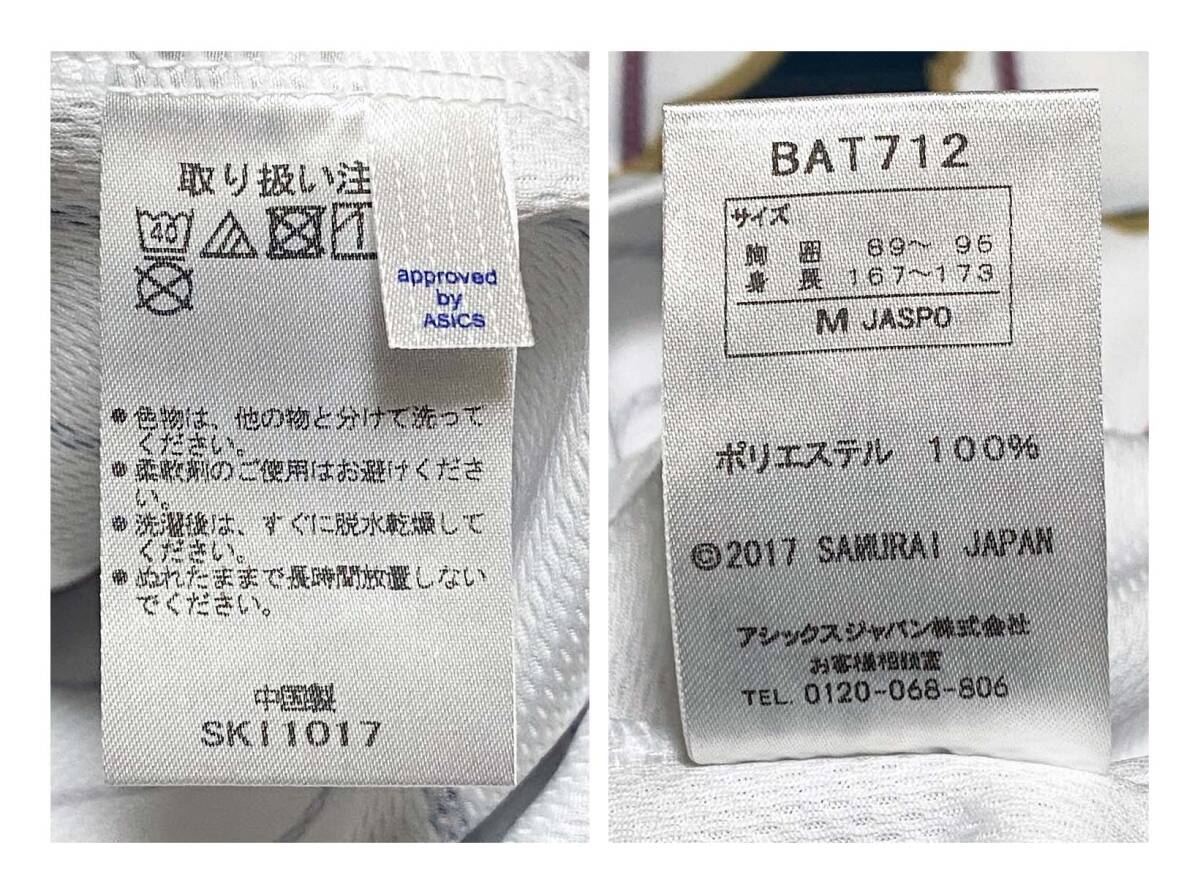 取り扱い注
40
approved
by
ASICS
● 色物は、他の物と分けて洗って
ください。
● 柔軟剤のご使用はお避けくださ
い。
● 洗濯後は、すぐに脱水乾燥して
ください。
● ぬれたままで長時間放置しない
でください。
中国製
SKI1017
BAT712
サイズ
胸 囲 89～ 95
身 長 167～173
M JASPO
ポリエステル 100%
©2017 SAMURAI JAPAN
アシックスジャパン株式会社
お客様相談室
TEL. 0120-068-806